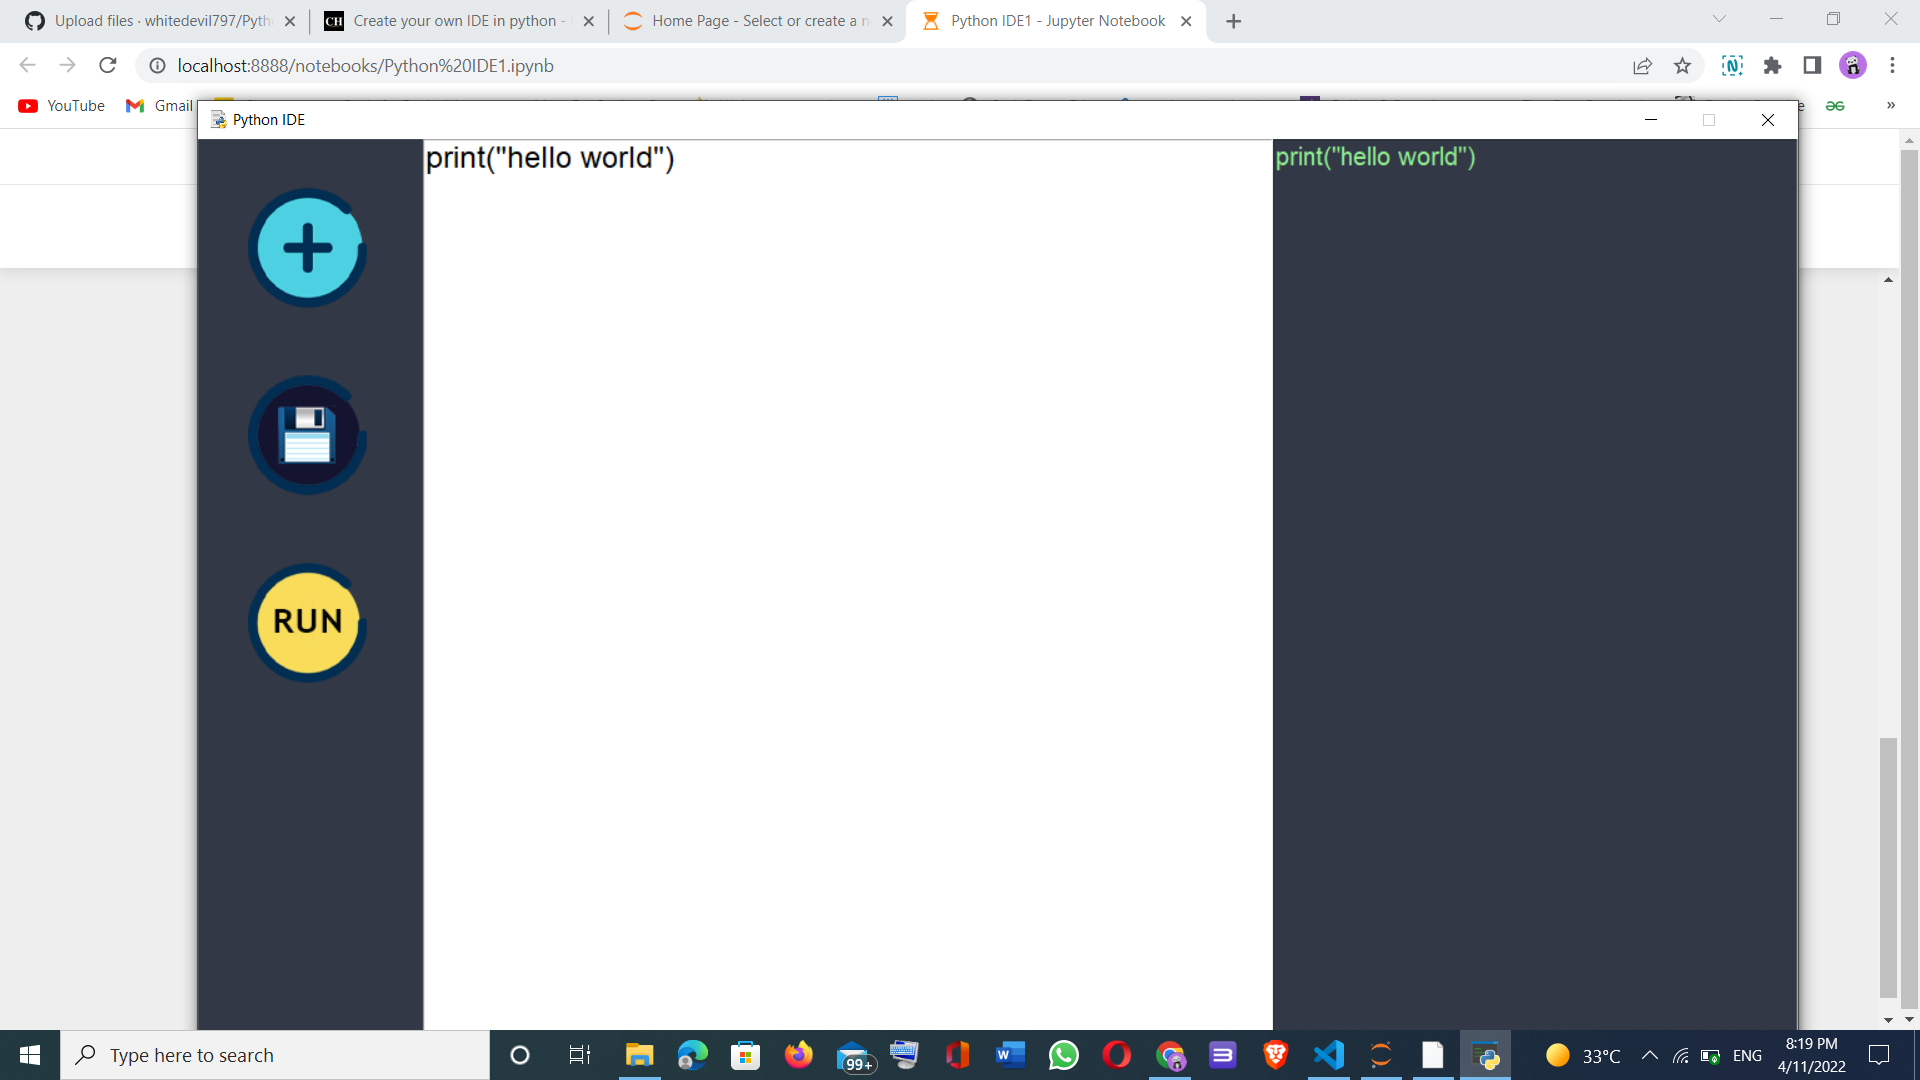 Upload files · whitedevil797/Pyth
CH
Create your own IDE in python -
Home Page - Select or create a n
Python IDE1 - Jupyter Notebook
localhost:8888/notebooks/Python%20IDE1.ipynb
YouTube
Gmail
»
Python IDE
print("hello world")
print("hello world")
RUN
Type here to search
99+
33°C
ENG
8:19 PM
4/11/2022